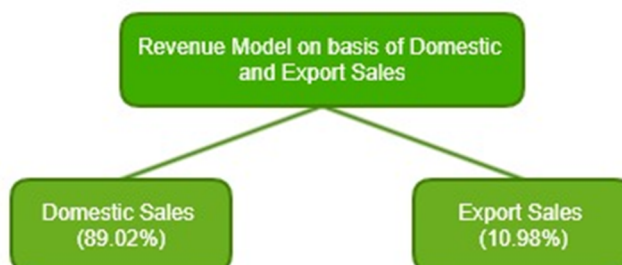 Revenue Model on basis of Domestic
and Export Sales
Domestic Sales
(89.02%)
Export Sales
(10.98%)